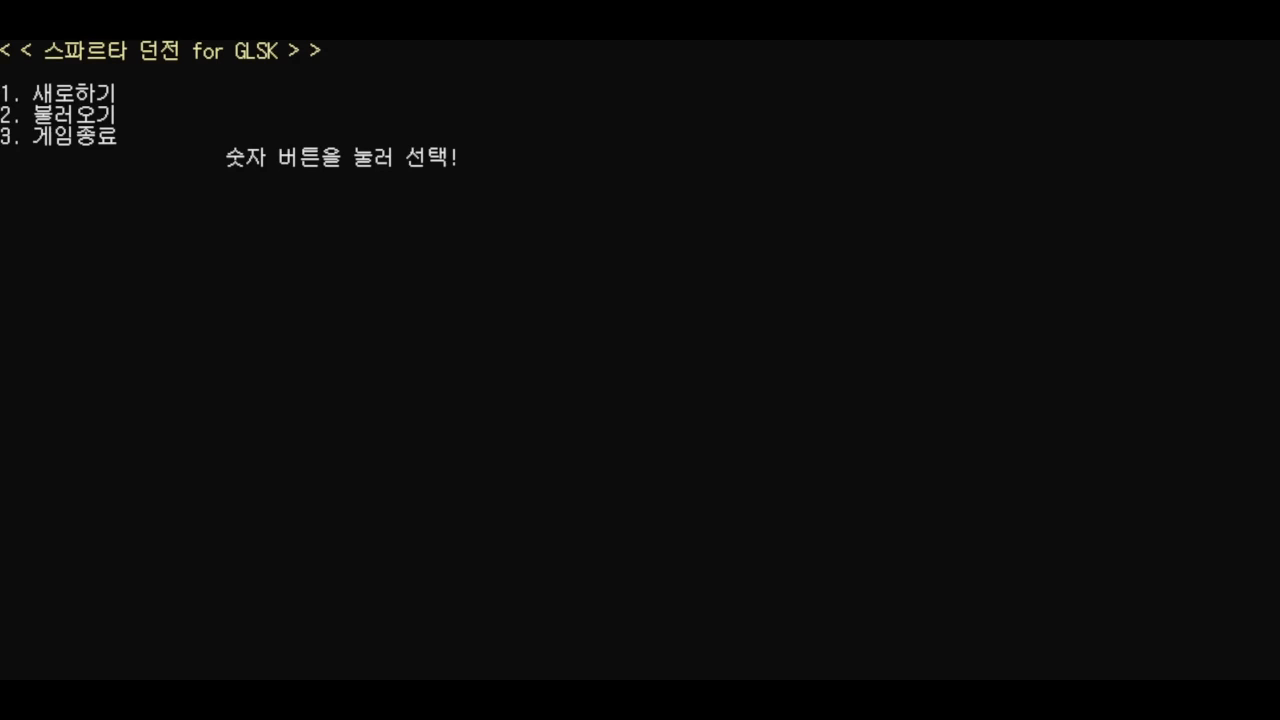 < < 스파르타 던전 for GLSK > >
1. 새로하기
2. 불러오기
3. 게임종료
숫자 버튼을 눌러 선택!